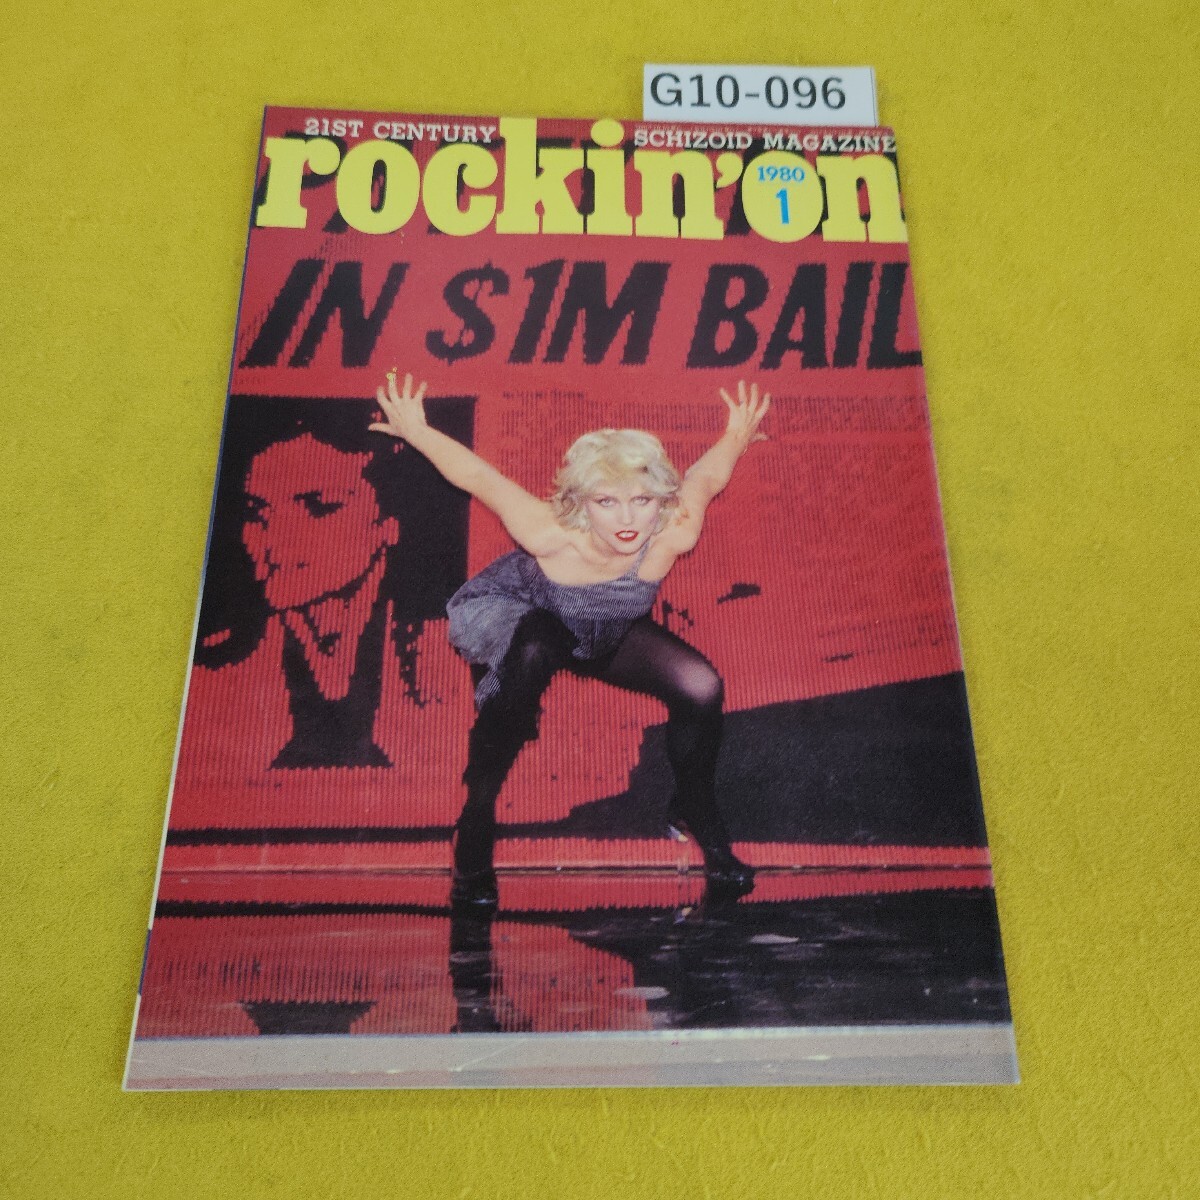 G10-096
21ST CENTURY SCHIZOID MAGAZINE
rockin'on
1980
1
IN $1M BAIL